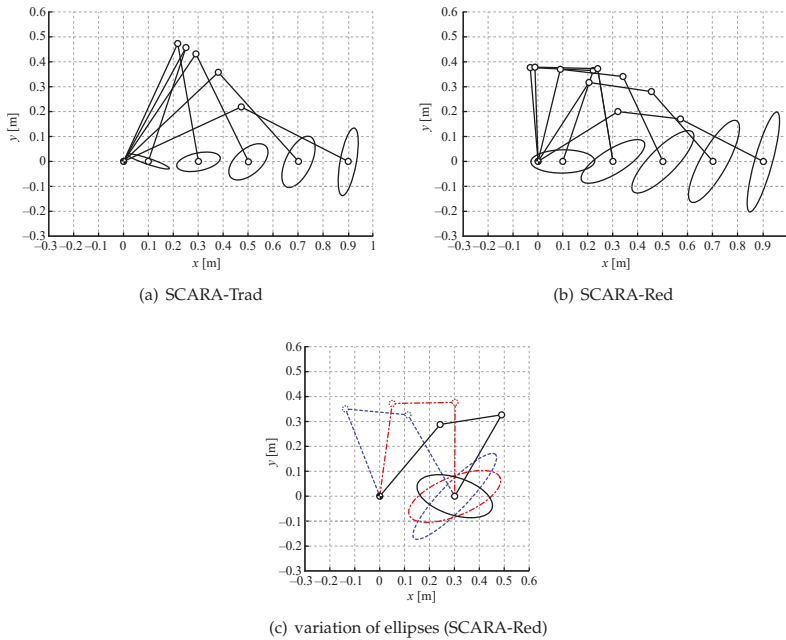 0.6
0.5
0.4
0.3
0.2
0.1
0
−0.1
−0.2
−0.3
y [m]
−0.3 −0.2 −0.1 0 0.1 0.2 0.3 0.4 0.5 0.6 0.7 0.8 0.9 1
x [m]
(a) SCARA-Trad
0.6
0.5
0.4
0.3
0.2
0.1
0
−0.1
−0.2
−0.3
y [m]
−0.3 −0.2 −0.1 0 0.1 0.2 0.3 0.4 0.5 0.6 0.7 0.8 0.9
x [m]
(b) SCARA-Red
0.6
0.5
0.4
0.3
0.2
0.1
0
−0.1
−0.2
−0.3
y [m]
−0.3 −0.2 −0.1 0 0.1 0.2 0.3 0.4 0.5 0.6
x [m]
(c) variation of ellipses (SCARA-Red)